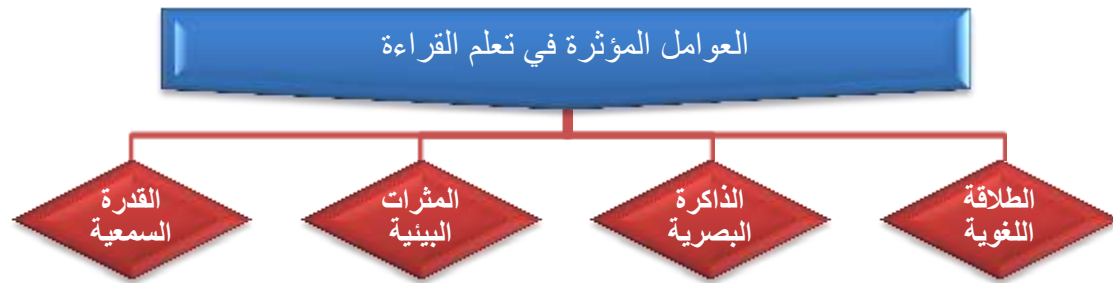 العوامل المؤثرة في تعلم القراءة
الطلاقة
اللغوية
الذاكرة
البصرية
المثرات
البيئية
القدرة
السمعية